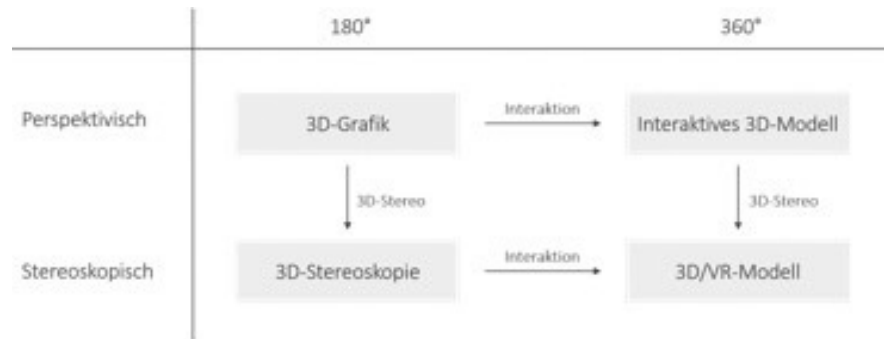 180° 360°
Perspektivisch 3D-Grafik Interaktion Interaktives 3D-Modell
3D-Stereo 3D-Stereo
Stereoskopisch 3D-Stereoskopie Interaktion 3D/VR-Modell